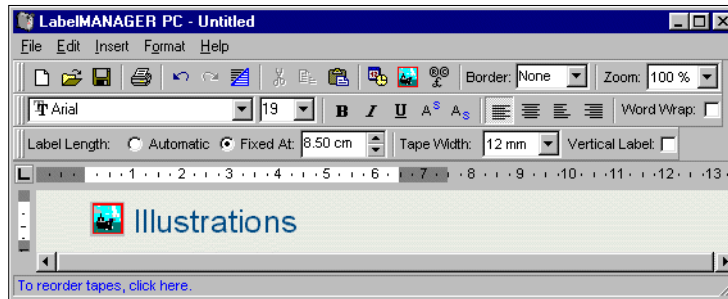 LabelMANAGER PC - Untitled
File Edit Insert Format Help
Border: None Zoom: 100 %
Arial 19 B I U A S A S Word Wrap:
Label Length: Automatic Fixed At: 8.50 cm Tape Width: 12 mm Vertical Label:
L 1 2 3 4 5 6 7 8 9 10 11 12 13
Illustrations
To reorder tapes, click here.